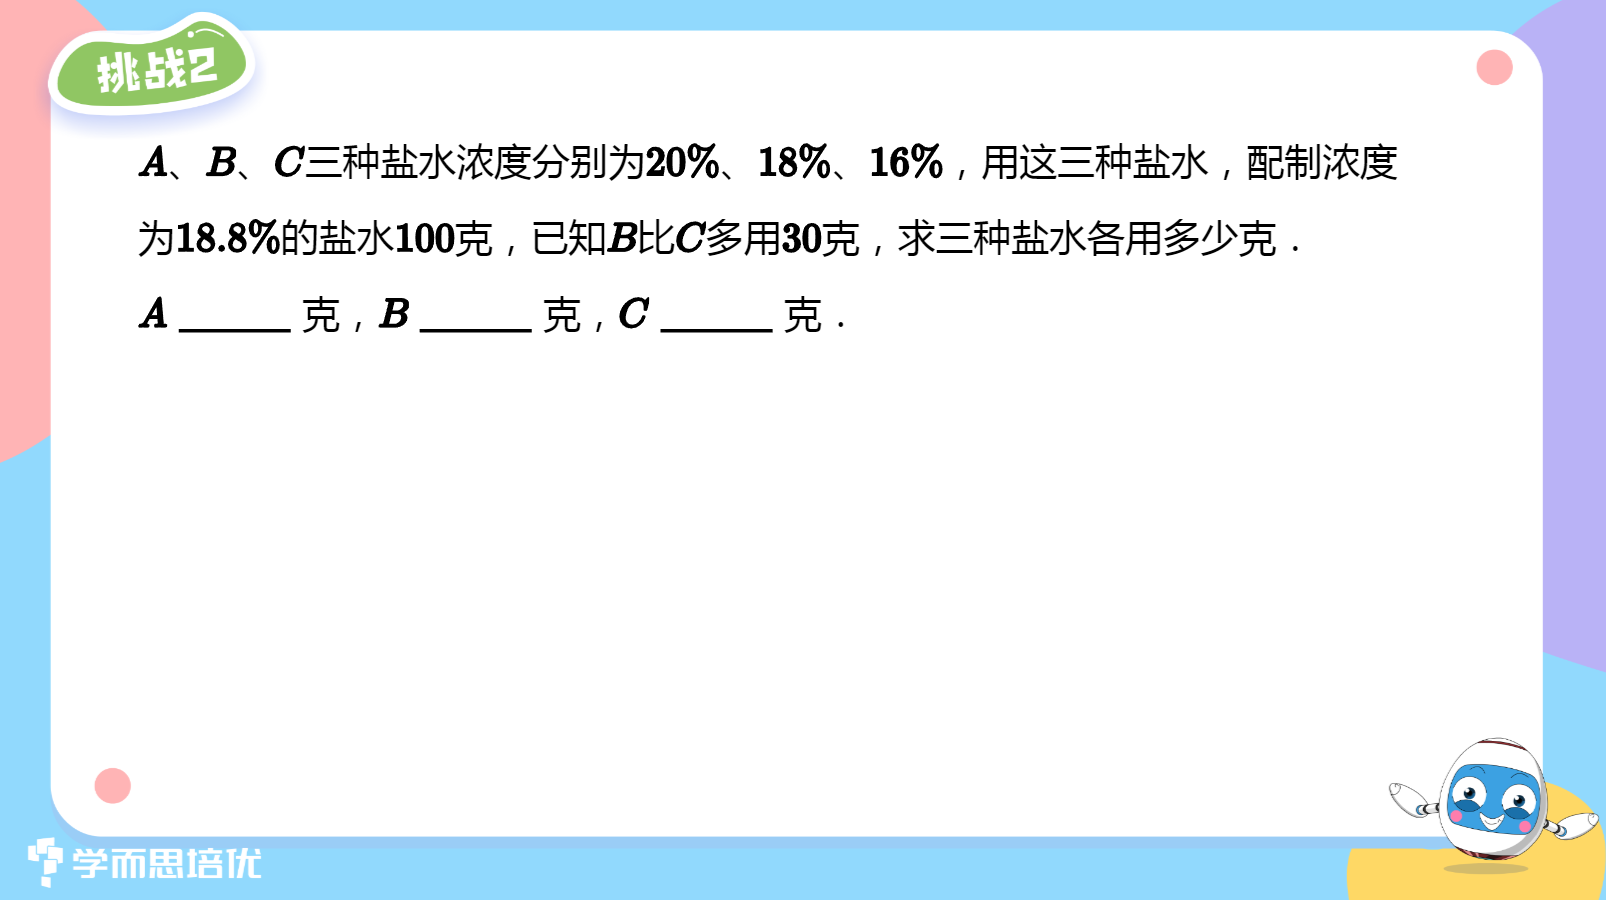 挑战2
A、B、C三种盐水浓度分别为20%、18%、16%，用这三种盐水，配制浓度
为18.8%的盐水100克，已知B比C多用30克，求三种盐水各用多少克．
A ______ 克，B ______ 克，C ______ 克．
学而思培优